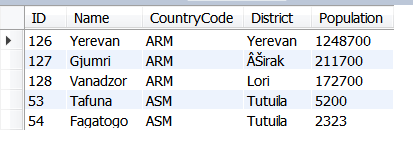 ID Name CountryCode District Population
126 Yerevan ARM Yerevan 1248700
127 Gjumri ARM ÂŠirak 211700
128 Vanadzor ARM Lori 172700
53 Tafuna ASM Tutuila 5200
54 Fagatogo ASM Tutuila 2323